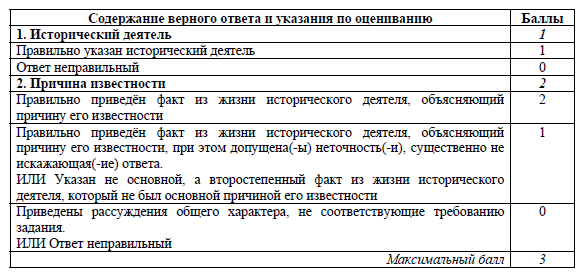 Содержание верного ответа и указания по оцениванию Баллы
1. Исторический деятель 1
Правильно указан исторический деятель 1
Ответ неправильный 0
2. Причина известности 2
Правильно приведён факт из жизни исторического деятеля, объясняющий 2
причину его известности
Правильно приведён факт из жизни исторического деятеля, объясняющий 1
причину его известности, при этом допущена(-ы) неточность(-и), существенно не
искажающая(-ие) ответа.
ИЛИ Указан не основной, а второстепенный факт из жизни исторического
деятеля, который не был основной причиной его известности
Приведены рассуждения общего характера, не соответствующие требованию 0
задания.
ИЛИ Ответ неправильный
Максимальный балл 3